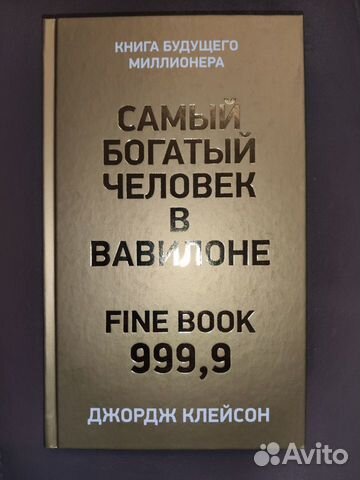 КНИГА БУДУЩЕГО
МИЛЛИОНЕРА
САМЫЙ
БОГАТЫЙ
ЧЕЛОВЕК
В
ВАВИЛОНЕ
FINE BOOK
999,9
ДЖОРДЖ КЛЕЙСОН
Avito